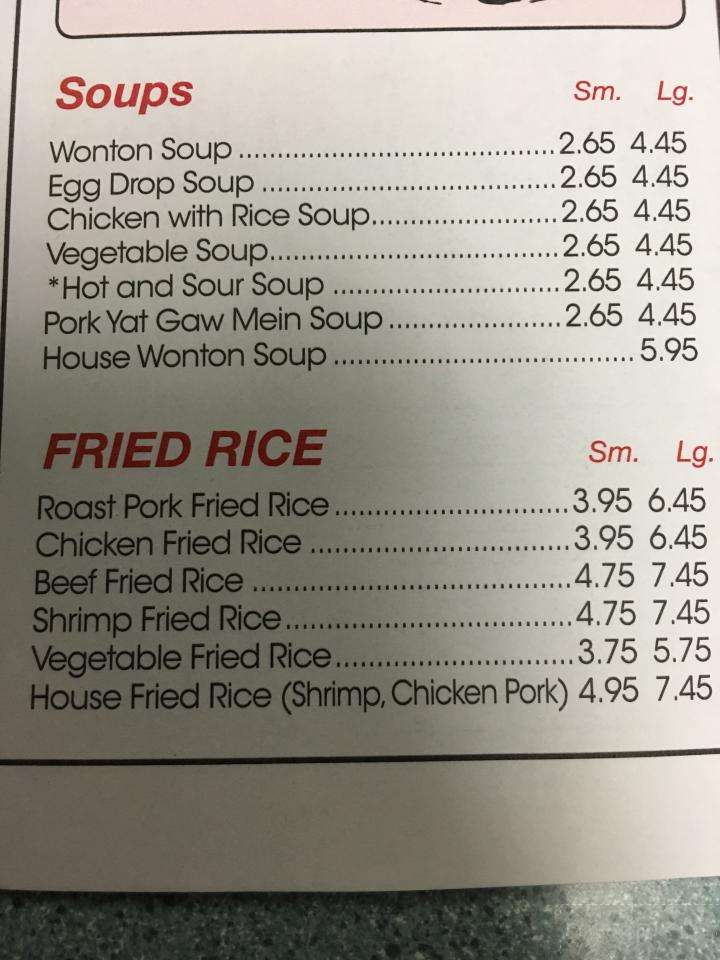 Soups Sm. Lg.
Wonton Soup ........................................ 2.65 4.45
Egg Drop Soup ..................................... 2.65 4.45
Chicken with Rice Soup........................ 2.65 4.45
Vegetable Soup..................................... 2.65 4.45
*Hot and Sour Soup ............................. 2.65 4.45
Pork Yat Gaw Mein Soup ...................... 2.65 4.45
House Wonton Soup ...................................... 5.95
FRIED RICE Sm. Lg.
Roast Pork Fried Rice .............................. 3.95 6.45
Chicken Fried Rice ................................. 3.95 6.45
Beef Fried Rice ........................................ 4.75 7.45
Shrimp Fried Rice .................................... 4.75 7.45
Vegetable Fried Rice .............................. 3.75 5.75
House Fried Rice (Shrimp, Chicken Pork) 4.95 7.45